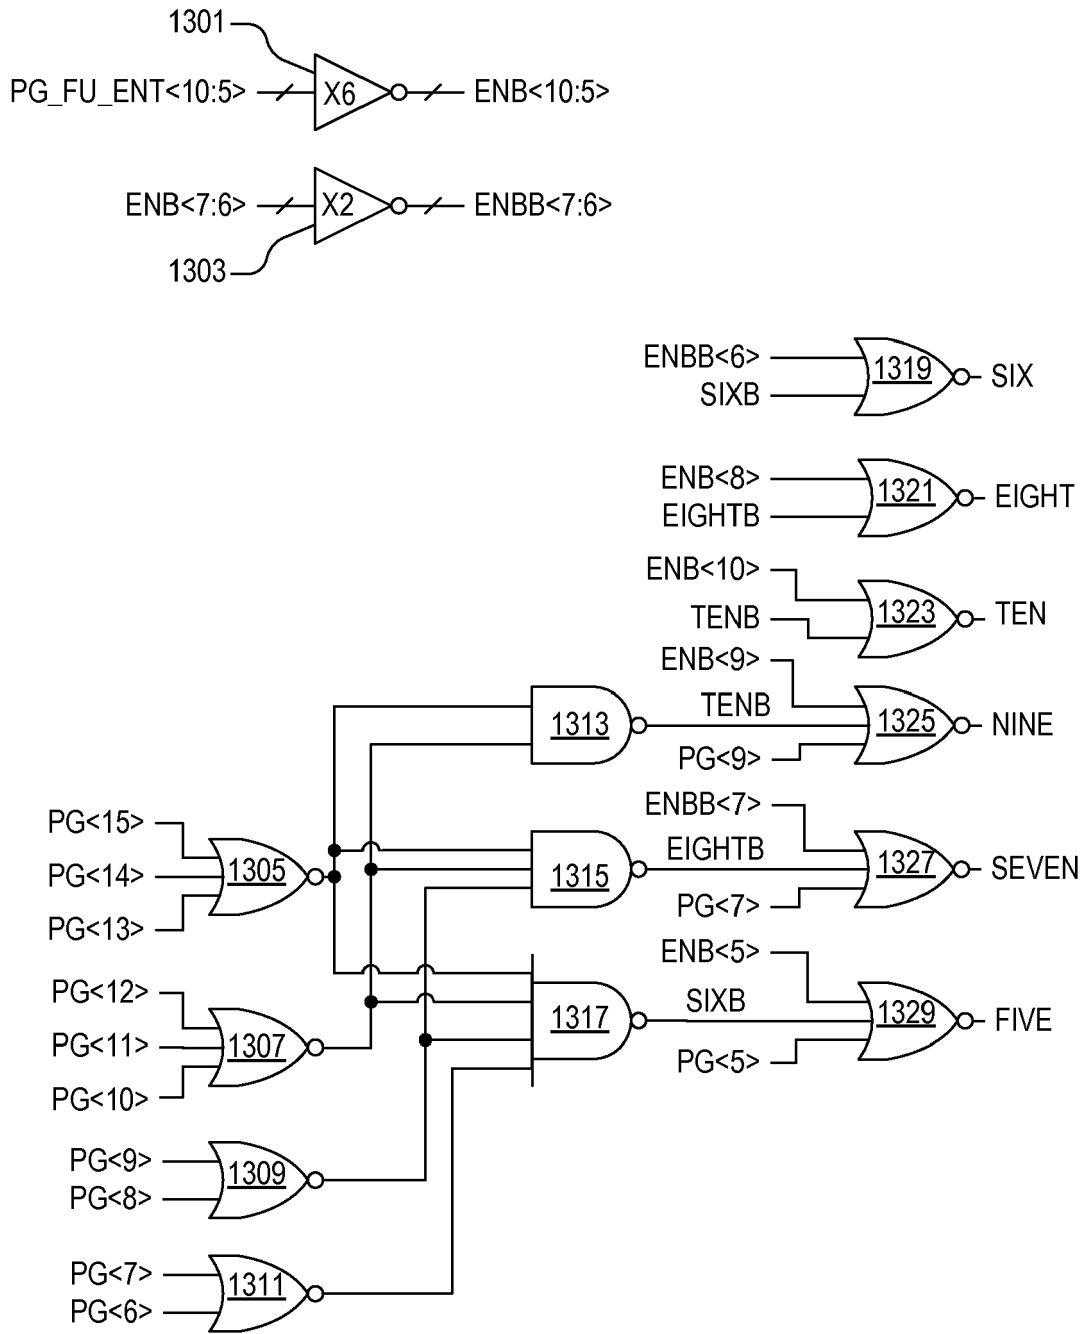 1301
PG_FU_ENT<10:5>
X6
ENB<10:5>
ENB<7:6>
X2
ENBB<7:6>
1303
ENBB<6>
SIXB
1319
SIX
ENB<8>
EIGHTB
1321
EIGHT
ENB<10>
TENB
1323
TEN
ENB<9>
1313
TENB
PG<9>
1325
NINE
ENBB<7>
1315
EIGHTB
PG<7>
1327
SEVEN
PG<15>
PG<14>
PG<13>
1305
ENB<5>
1317
SIXB
PG<5>
1329
FIVE
PG<12>
PG<11>
PG<10>
1307
PG<9>
PG<8>
1309
PG<7>
PG<6>
1311